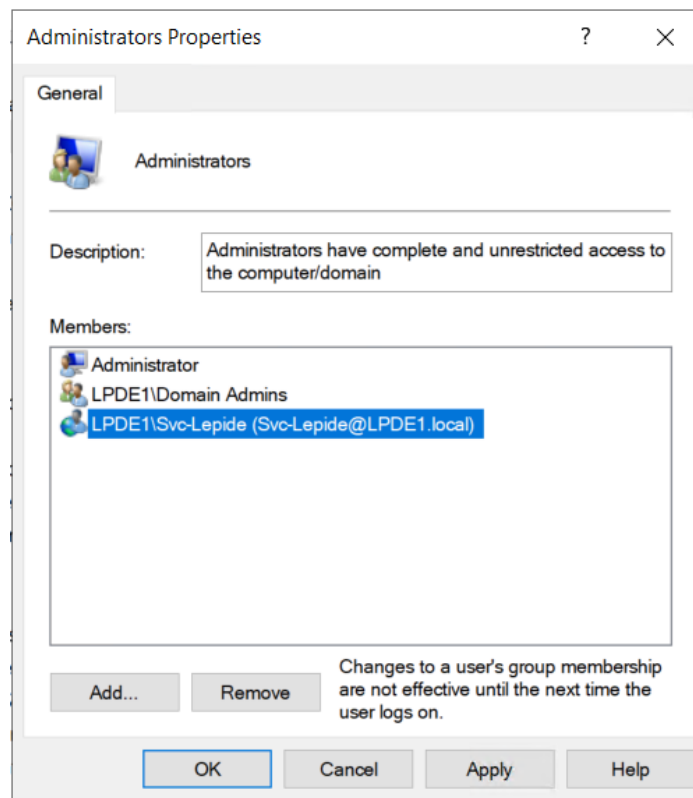 Administrators Properties
?
General
Administrators
Description:
Administrators have complete and unrestricted access to
the computer/domain
Members:
Administrator
LPDE1\Domain Admins
LPDE1\Svc-Lepide (Svc-Lepide@LPDE1.local)
Add...
Remove
Changes to a user's group membership
are not effective until the next time the
user logs on.
OK
Cancel
Apply
Help